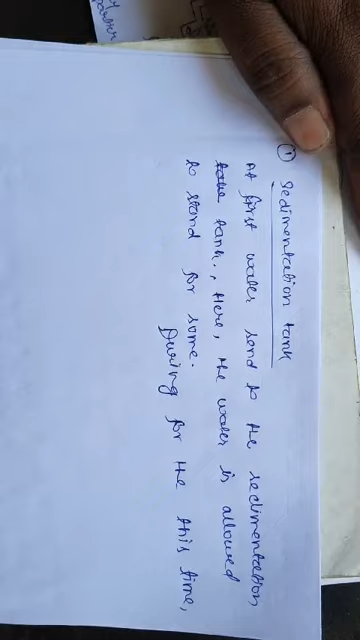 ① Sedimentation tank
At first water send to the sedimentation
tank., Here, the water is allowed
to stand for some.
During for the this time,